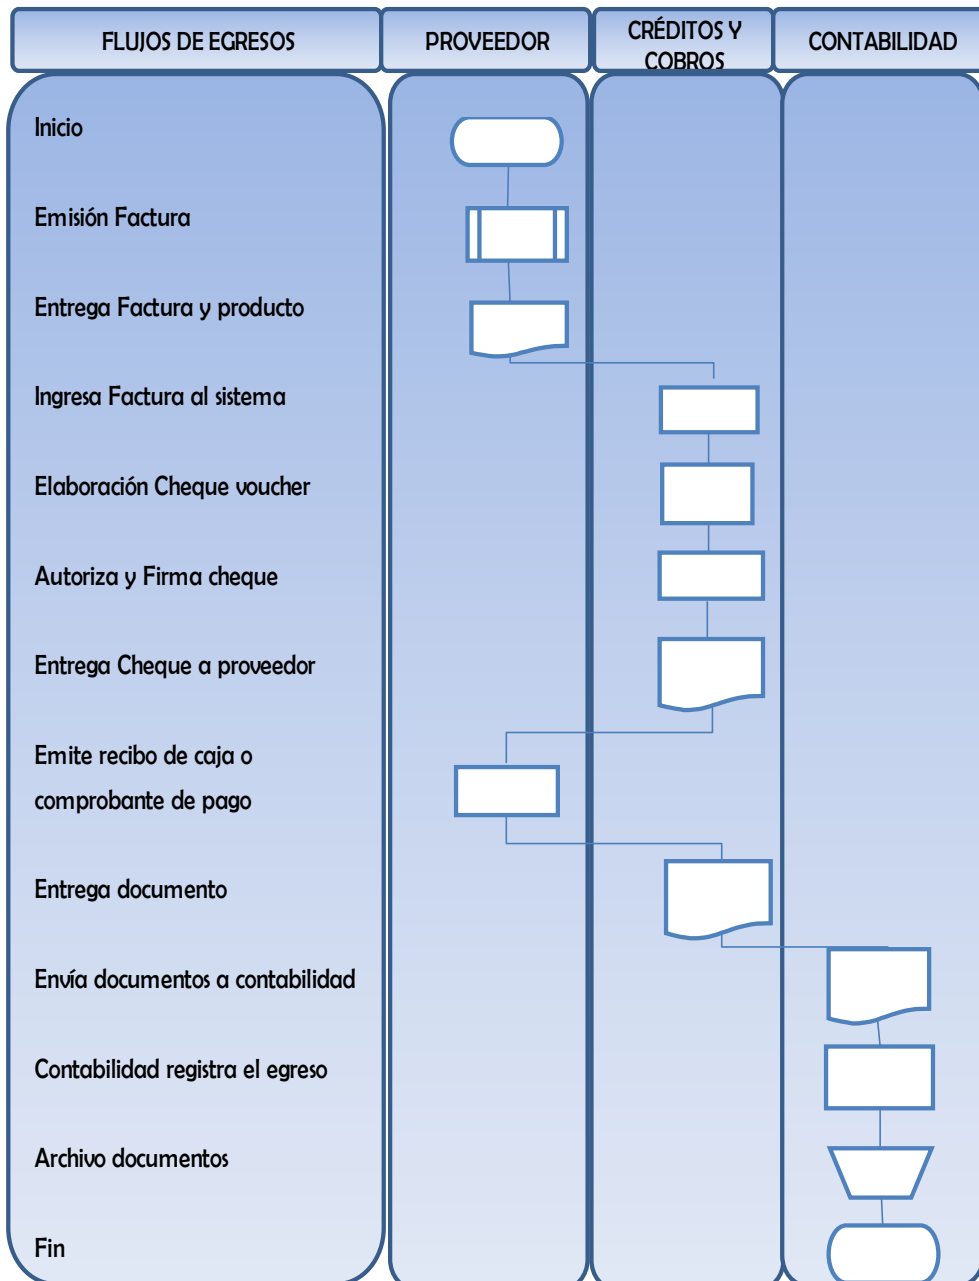 FLUJOS DE EGRESOS
PROVEEDOR
CRÉDITOS Y
COBROS
CONTABILIDAD
Inicio
Emisión Factura
Entrega Factura y producto
Ingresa Factura al sistema
Elaboración Cheque voucher
Autoriza y Firma cheque
Entrega Cheque a proveedor
Emite recibo de caja o
comprobante de pago
Entrega documento
Envía documentos a contabilidad
Contabilidad registra el egreso
Archivo documentos
Fin